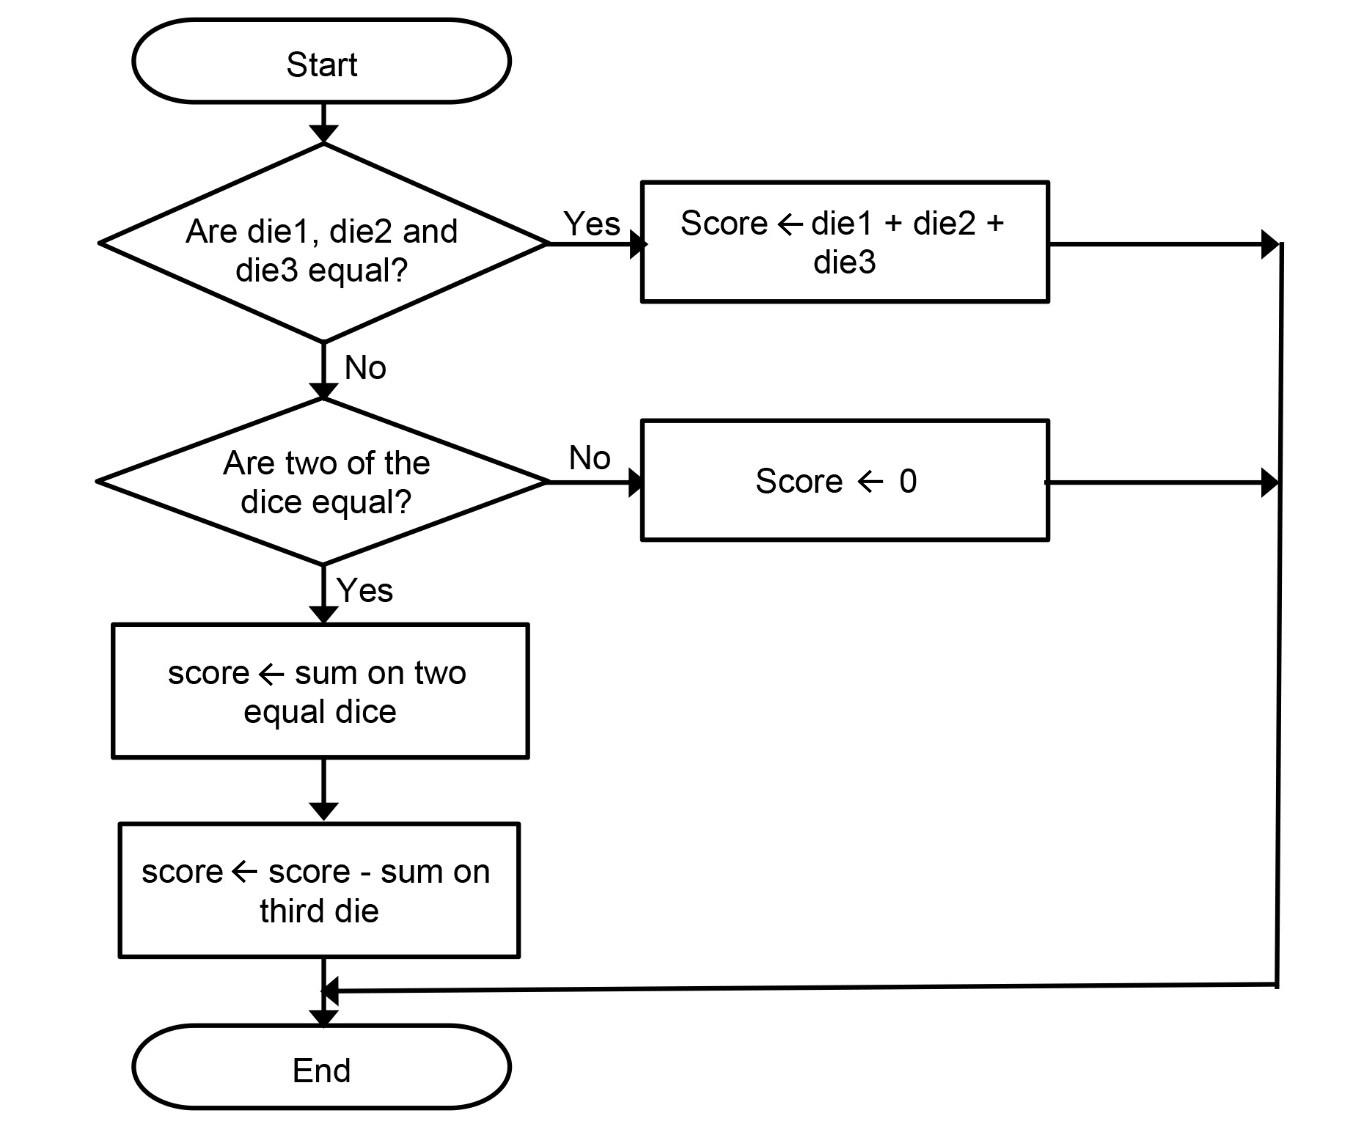 Start
Are die1, die2 and
die3 equal?
Yes
Score ← die1 + die2 +
die3
No
Are two of the
dice equal?
No
Score ← 0
Yes
score ← sum on two
equal dice
score ← score - sum on
third die
End